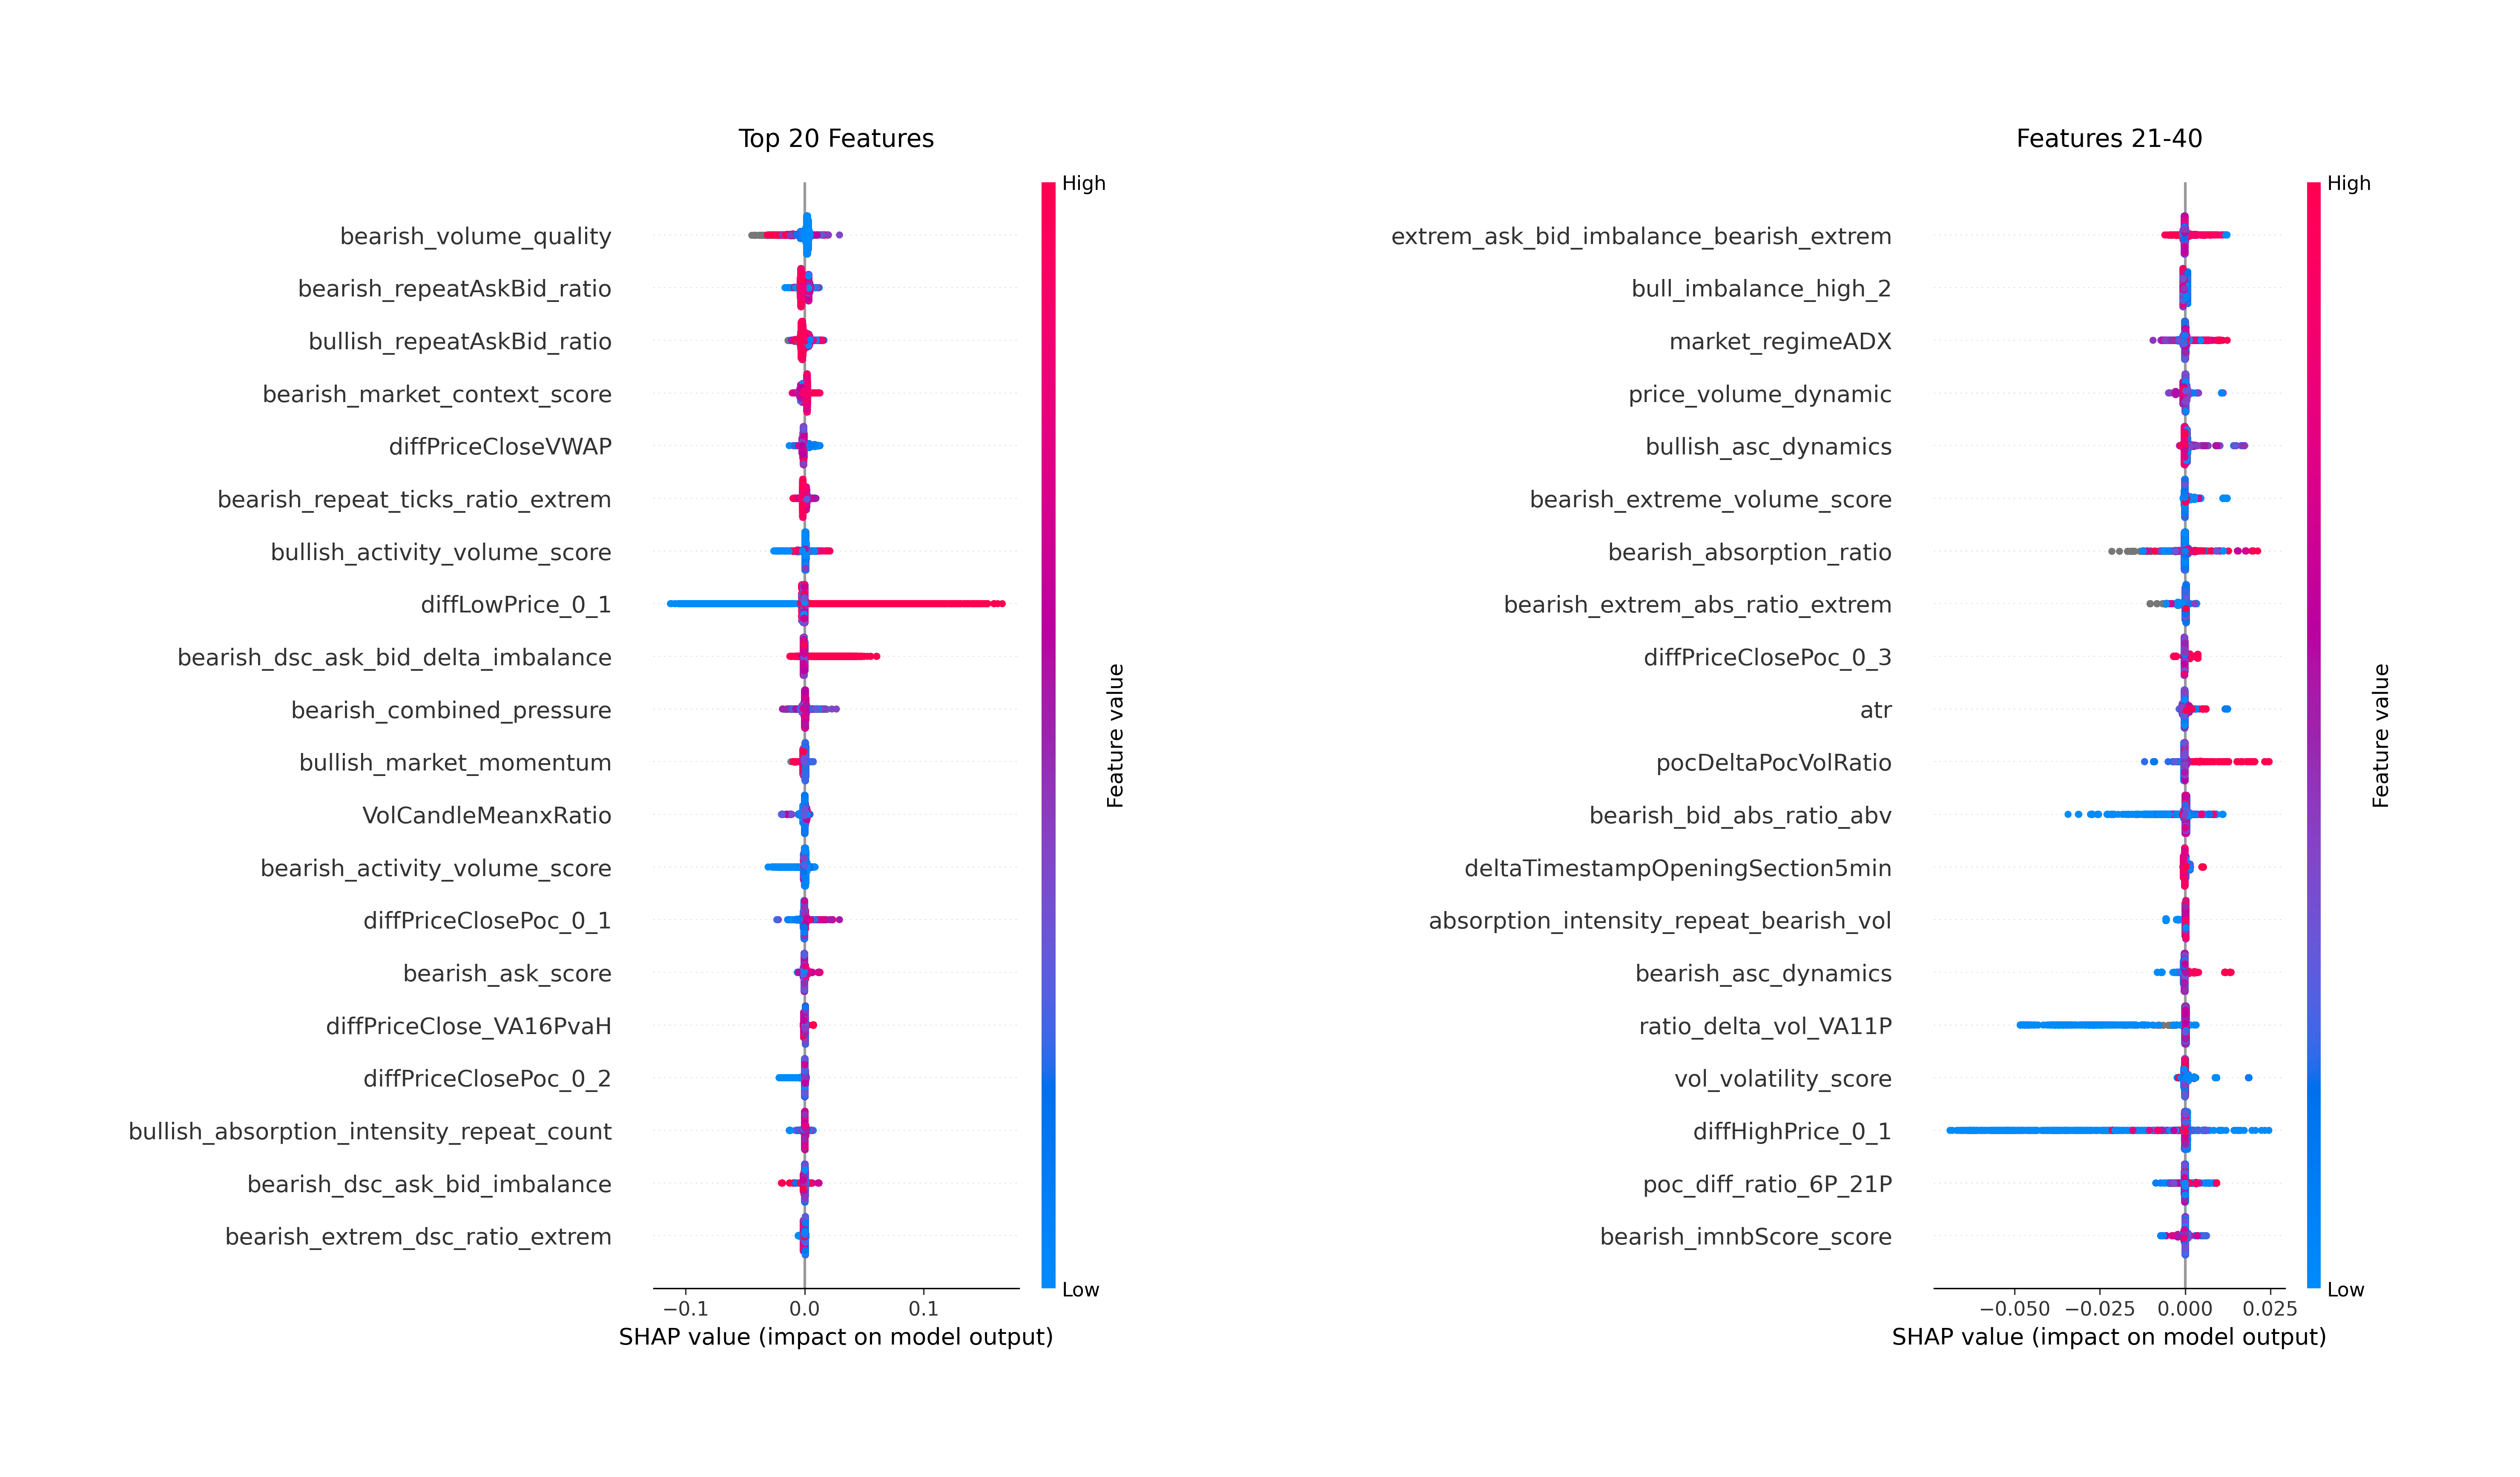 Top 20 Features
High
bearish_volume_quality
bearish_repeatAskBid_ratio
bullish_repeatAskBid_ratio
bearish_market_context_score
diffPriceCloseVWAP
bearish_repeat_ticks_ratio_extrem
bullish_activity_volume_score
diffLowPrice_0_1
bearish_dsc_ask_bid_delta_imbalance
bearish_combined_pressure
bullish_market_momentum
VolCandleMeanxRatio
bearish_activity_volume_score
diffPriceClosePoc_0_1
bearish_ask_score
diffPriceClose_VA16PvaH
diffPriceClosePoc_0_2
bullish_absorption_intensity_repeat_count
bearish_dsc_ask_bid_imbalance
bearish_extrem_dsc_ratio_extrem
Feature value
Low
−0.1 0.0 0.1
SHAP value (impact on model output)
Features 21-40
High
extrem_ask_bid_imbalance_bearish_extrem
bull_imbalance_high_2
market_regimeADX
price_volume_dynamic
bullish_asc_dynamics
bearish_extreme_volume_score
bearish_absorption_ratio
bearish_extrem_abs_ratio_extrem
diffPriceClosePoc_0_3
atr
pocDeltaPocVolRatio
bearish_bid_abs_ratio_abv
deltaTimestampOpeningSection5min
absorption_intensity_repeat_bearish_vol
bearish_asc_dynamics
ratio_delta_vol_VA11P
vol_volatility_score
diffHighPrice_0_1
poc_diff_ratio_6P_21P
bearish_imnbScore_score
Feature value
Low
−0.050 −0.025 0.000 0.025
SHAP value (impact on model output)